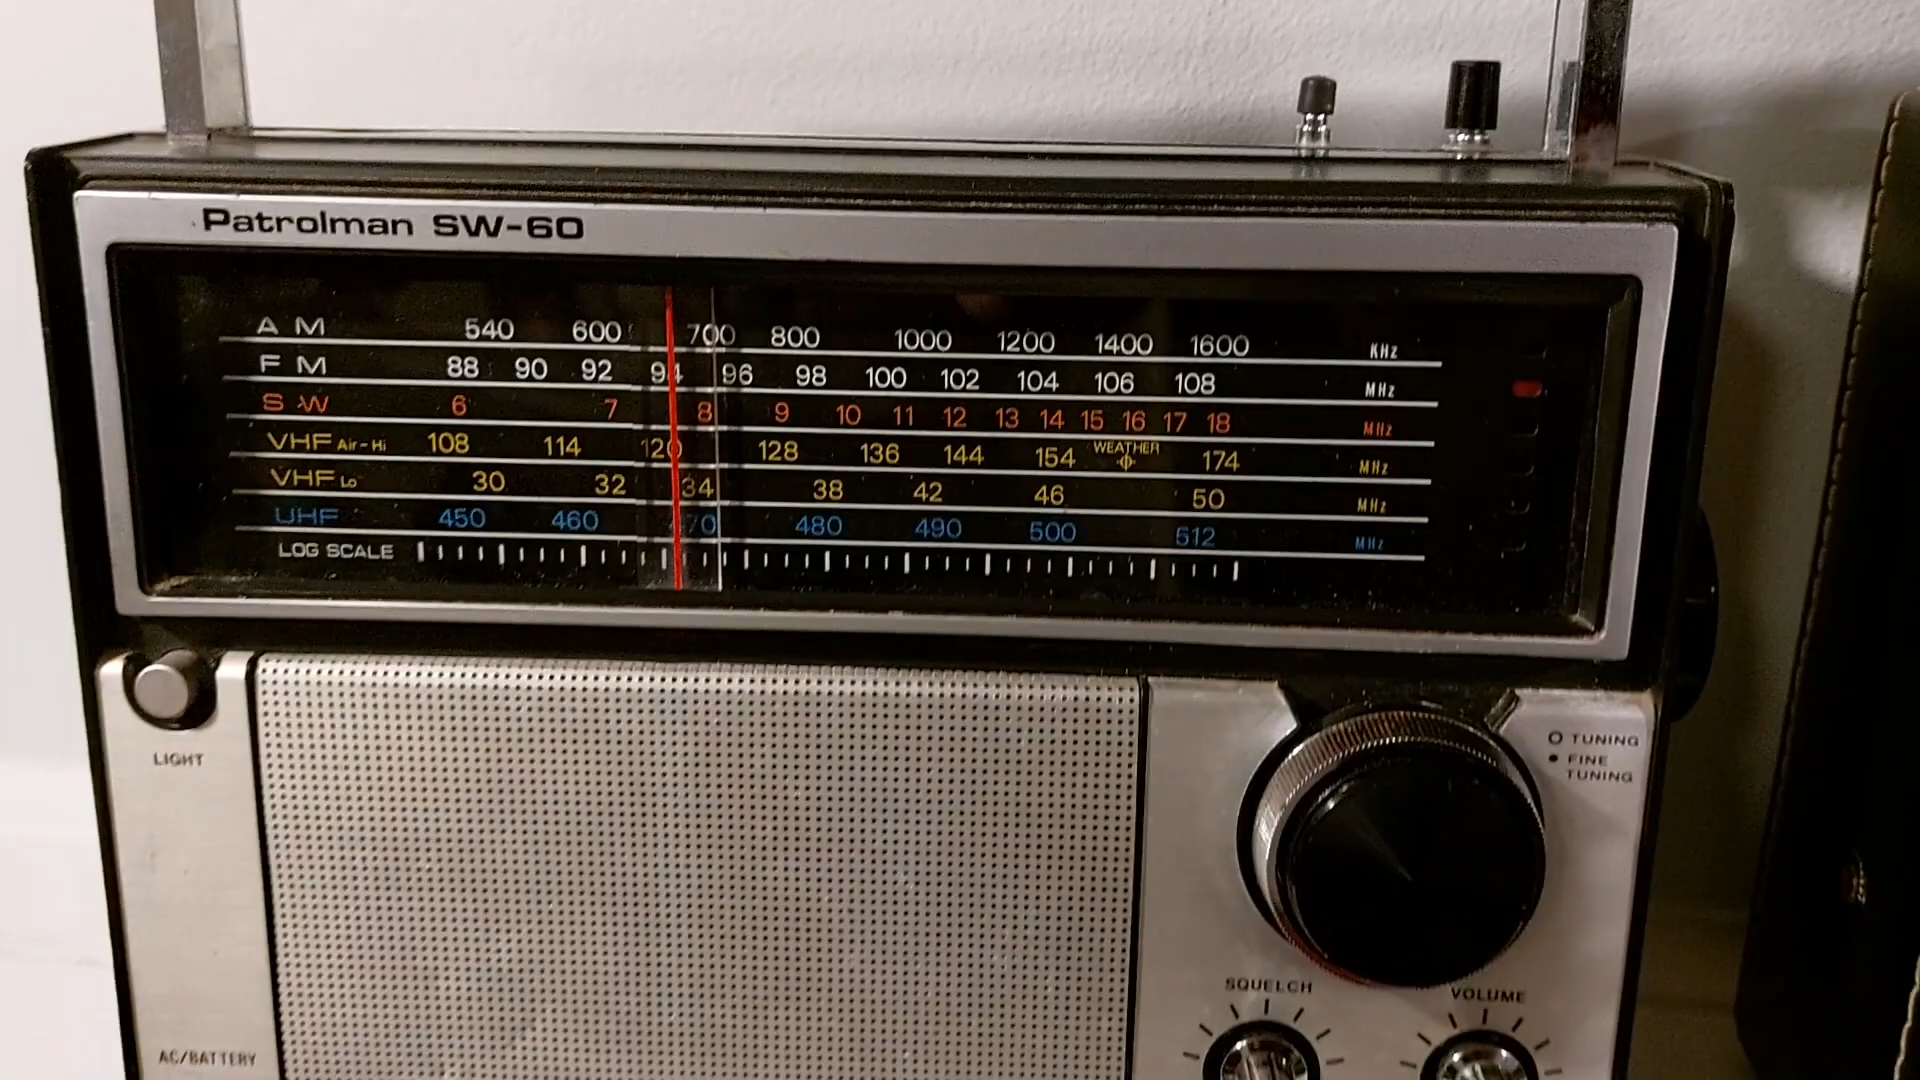 Patrolman SW-60
AM 540 600 700 800 1000 1200 1400 1600 KHz
FM 88 90 92 94 96 98 100 102 104 106 108 MHz
SW 6 7 8 9 10 11 12 13 14 15 16 17 18 MHz
VHF Air-Hi 108 114 120 128 136 144 154 WEATHER 174 MHz
VHF Lo 30 32 34 38 42 46 50 MHz
UHF 450 460 470 480 490 500 512 MHz
LOG SCALE
LIGHT
TUNING
FINE
TUNING
SQUELCH
VOLUME
AC/BATTERY